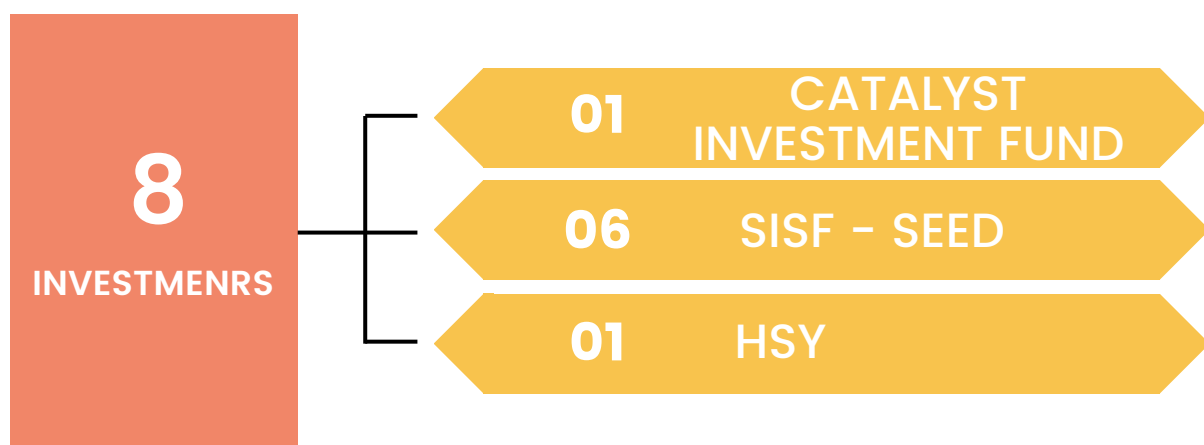 8
INVESTMENRS
01 CATALYST
INVESTMENT FUND
06 SISF - SEED
01 HSY